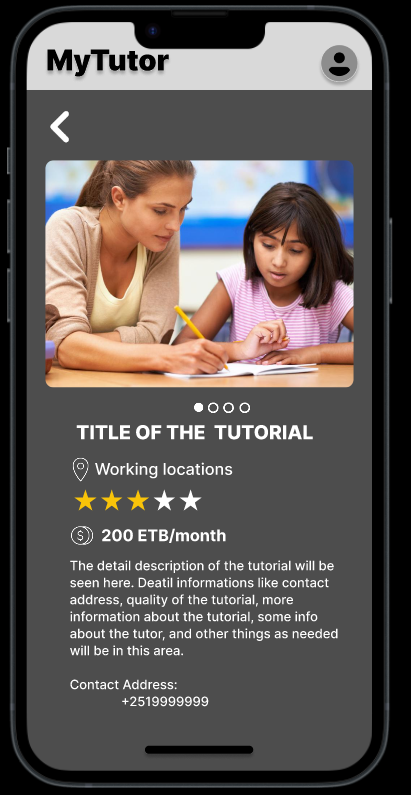 MyTutor
TITLE OF THE TUTORIAL
Working locations
200 ETB/month
The detail description of the tutorial will be
seen here. Deatil informations like contact
address, quality of the tutorial, more
information about the tutorial, some info
about the tutor, and other things as needed
will be in this area.
Contact Address:
+2519999999